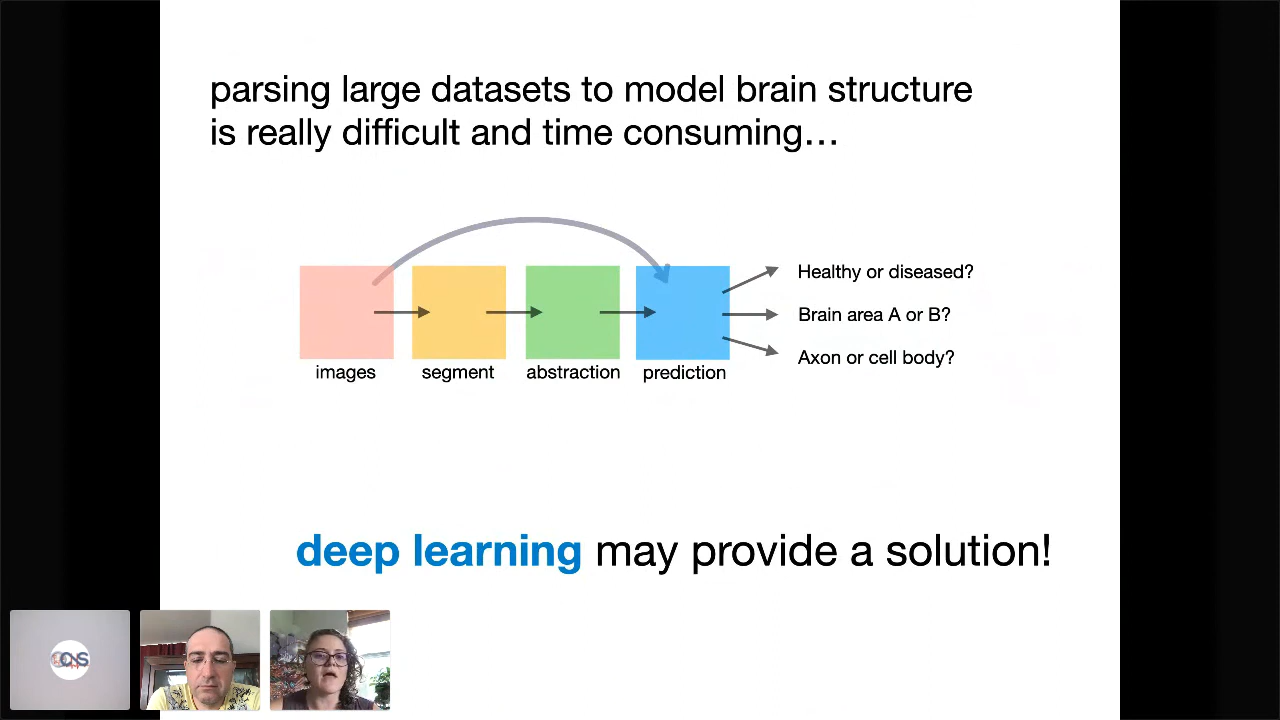 parsing large datasets to model brain structure
is really difficult and time consuming…
Healthy or diseased?
Brain area A or B?
Axon or cell body?
images segment abstraction prediction
deep learning may provide a solution!